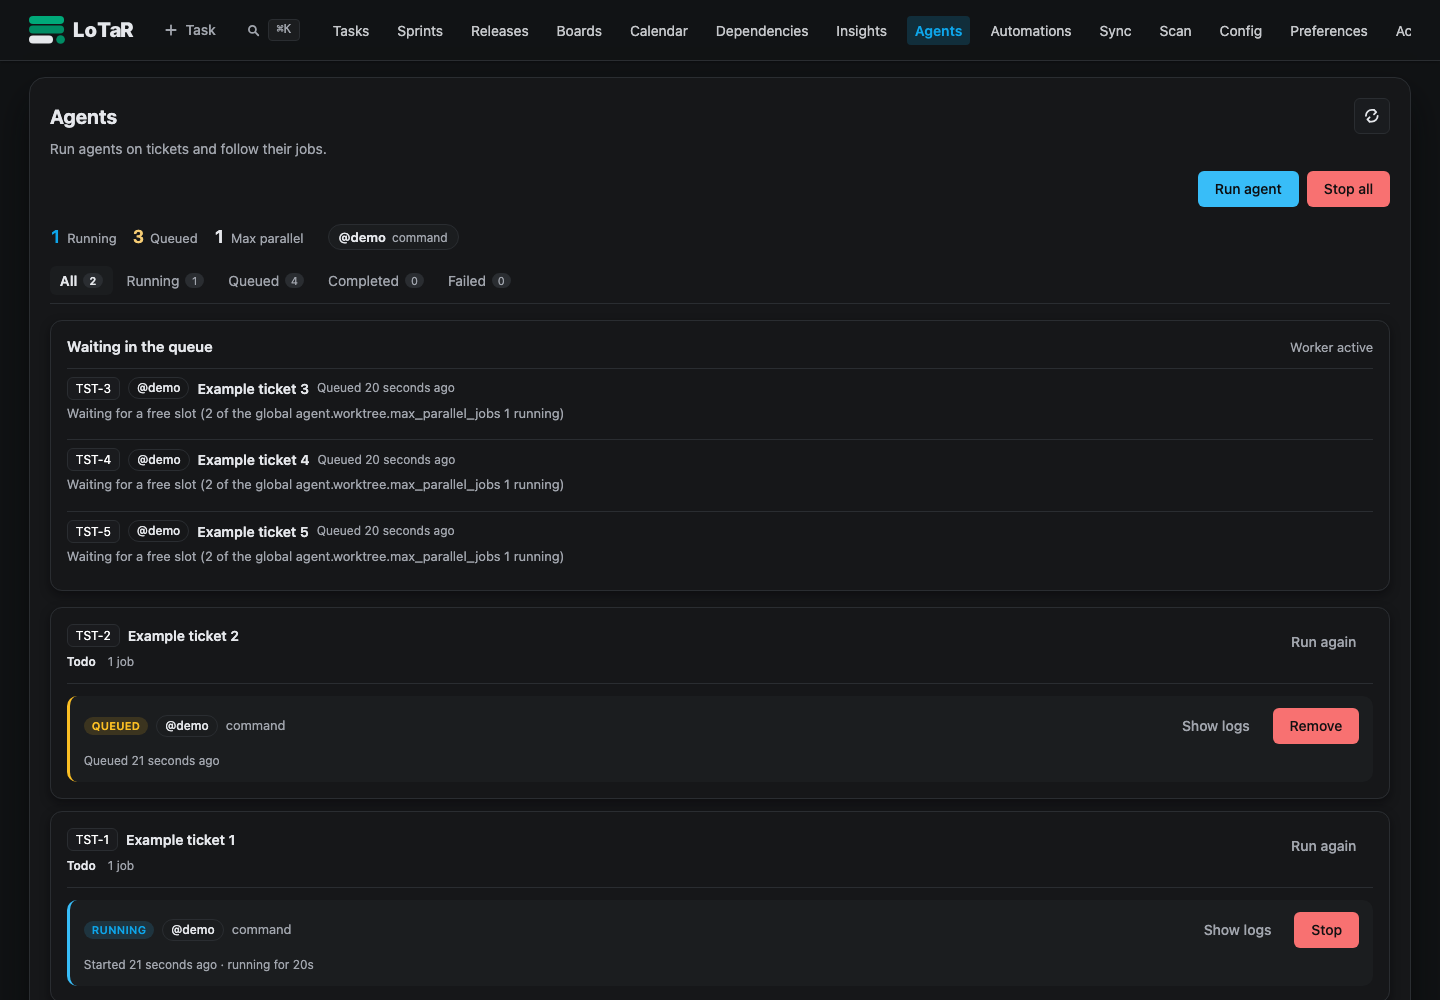 LoTaR
+ Task
⌘K
Tasks Sprints Releases Boards Calendar Dependencies Insights Agents Automations Sync Scan Config Preferences Ac
Agents
Run agents on tickets and follow their jobs.
Run agent Stop all
1 Running 3 Queued 1 Max parallel @demo command
All 2 Running 1 Queued 4 Completed 0 Failed 0
Waiting in the queue Worker active
TST-3 @demo Example ticket 3 Queued 20 seconds ago
Waiting for a free slot (2 of the global agent.worktree.max_parallel_jobs 1 running)
TST-4 @demo Example ticket 4 Queued 20 seconds ago
Waiting for a free slot (2 of the global agent.worktree.max_parallel_jobs 1 running)
TST-5 @demo Example ticket 5 Queued 20 seconds ago
Waiting for a free slot (2 of the global agent.worktree.max_parallel_jobs 1 running)
TST-2 Example ticket 2 Run again
Todo 1 job
QUEUED @demo command Show logs Remove
Queued 21 seconds ago
TST-1 Example ticket 1 Run again
Todo 1 job
RUNNING @demo command Show logs Stop
Started 21 seconds ago · running for 20s